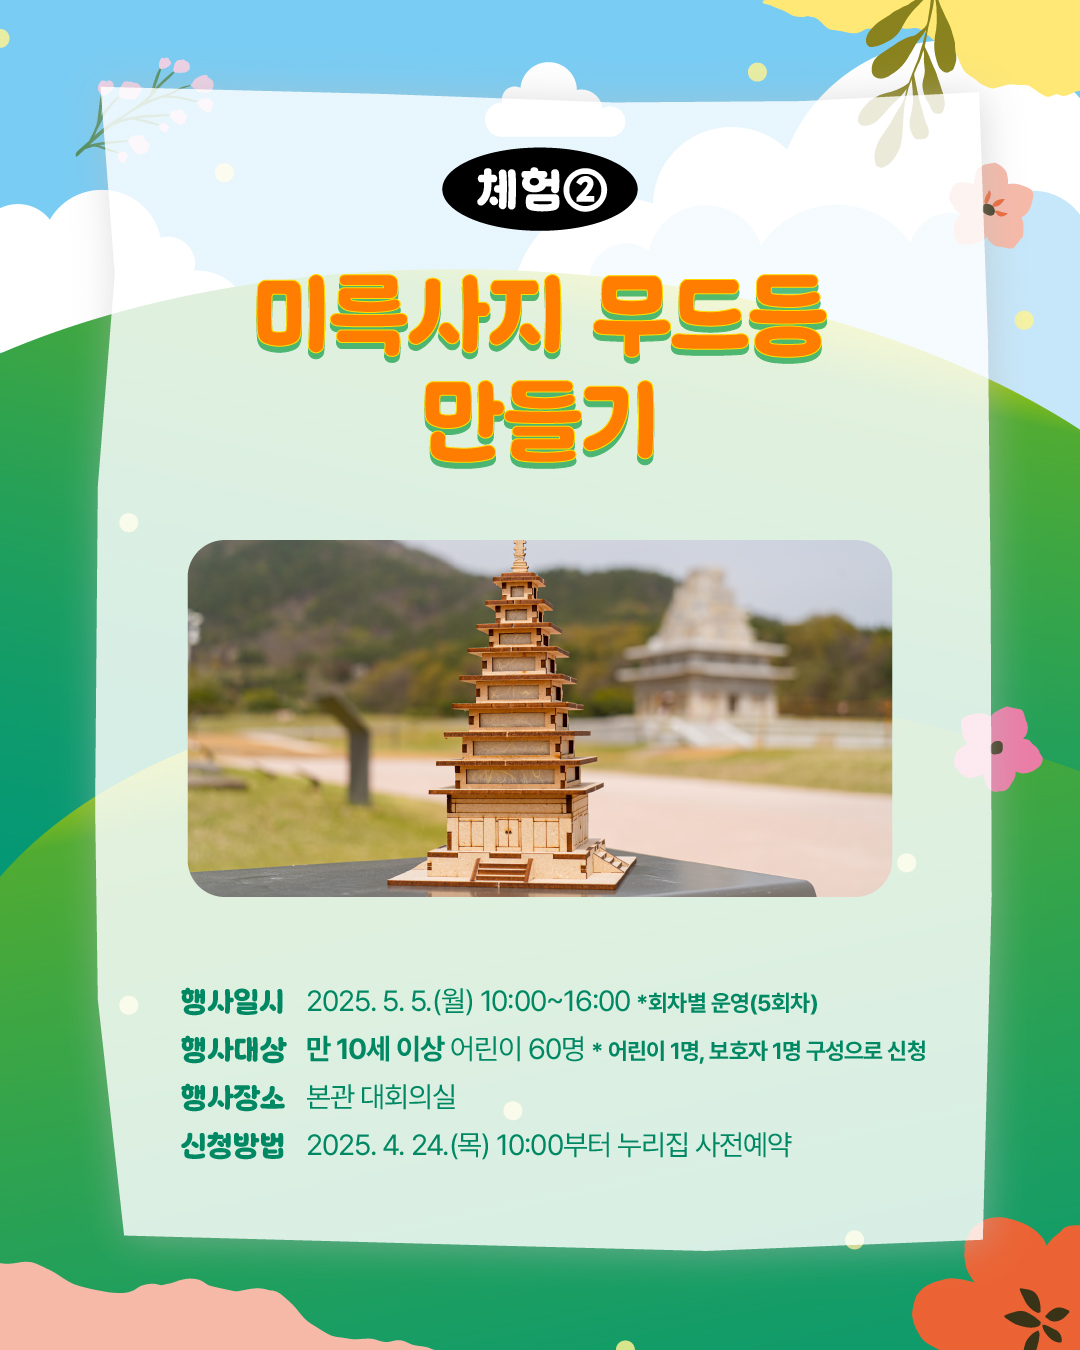 체험②
미륵사지 무드등
만들기
행사일시 2025. 5. 5.(월) 10:00~16:00 *회차별 운영(5회차)
행사대상 만 10세 이상 어린이 60명 * 어린이 1명, 보호자 1명 구성으로 신청
행사장소 본관 대회의실
신청방법 2025. 4. 24.(목) 10:00부터 누리집 사전예약